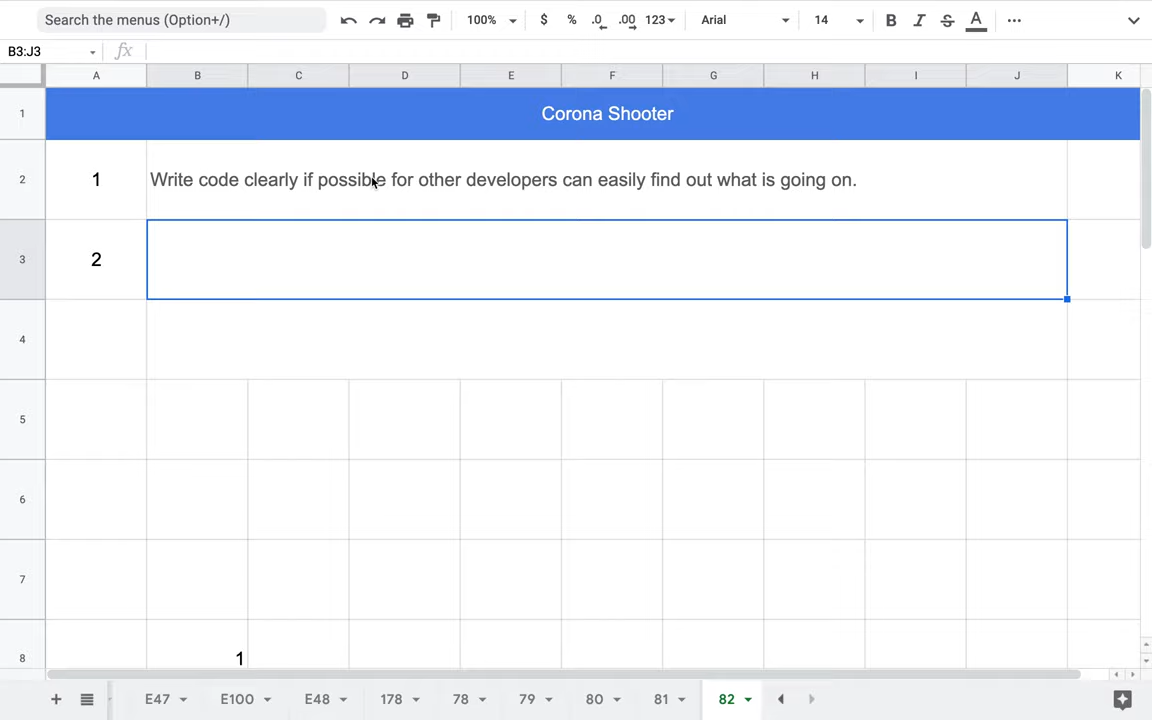 Search the menus (Option+/)
100%
$
%
.0
.00
123
Arial
14
B
I
S
A
B3:J3
fx
A B C D E F G H I J K
1 Corona Shooter
2 1 Write code clearly if possible for other developers can easily find out what is going on.
3 2
4
5
6
7
8 1
+ E47 E100 E48 178 78 79 80 81 82